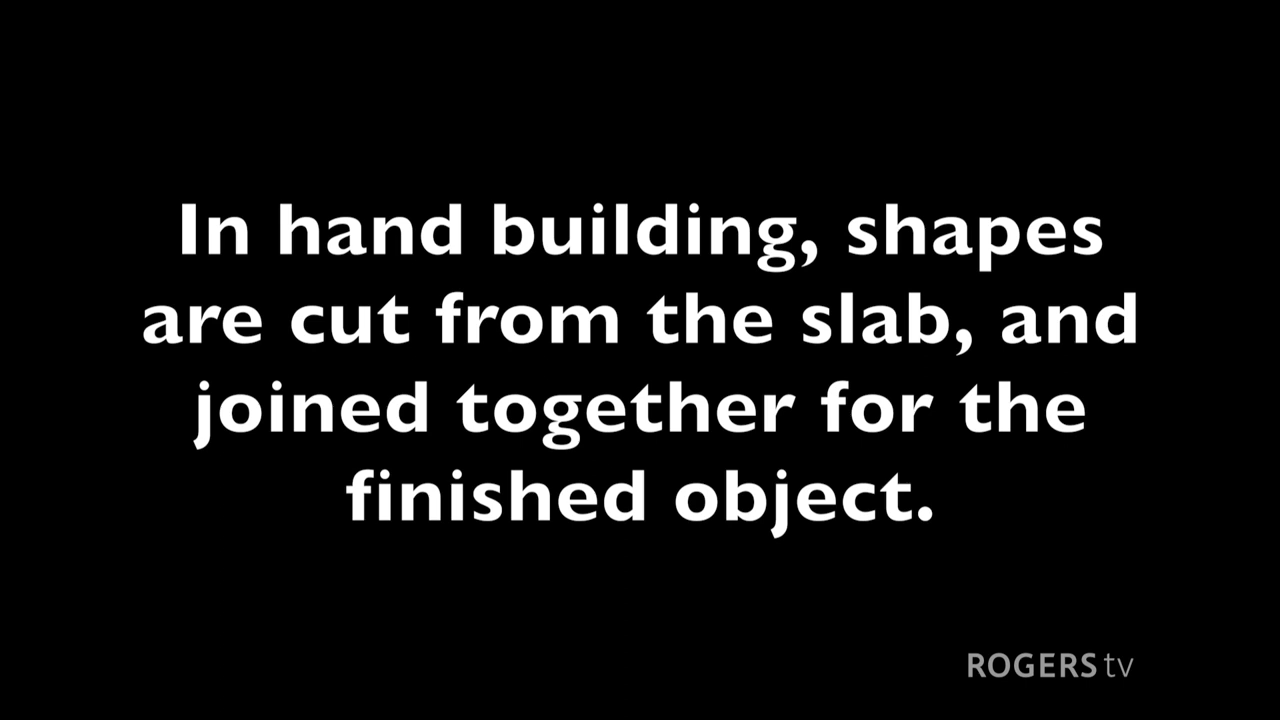 In hand building, shapes
are cut from the slab, and
joined together for the
finished object.
ROGERS tv